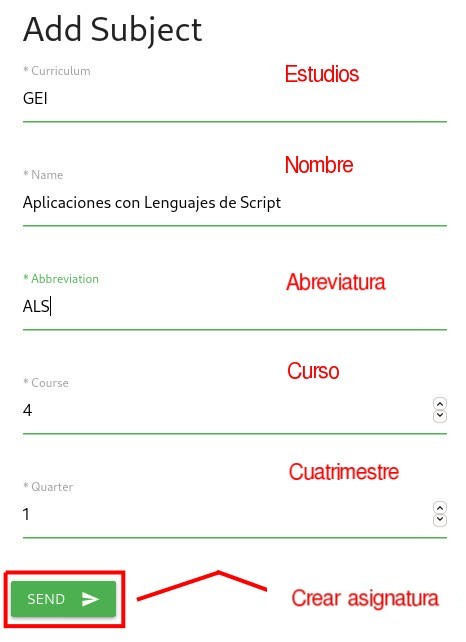 Add Subject
* Curriculum
Estudios
GEI
* Name
Nombre
Aplicaciones con Lenguajes de Script
* Abbreviation
Abreviatura
ALS
* Course
Curso
4
* Quarter
Cuatrimestre
1
SEND
Crear asignatura